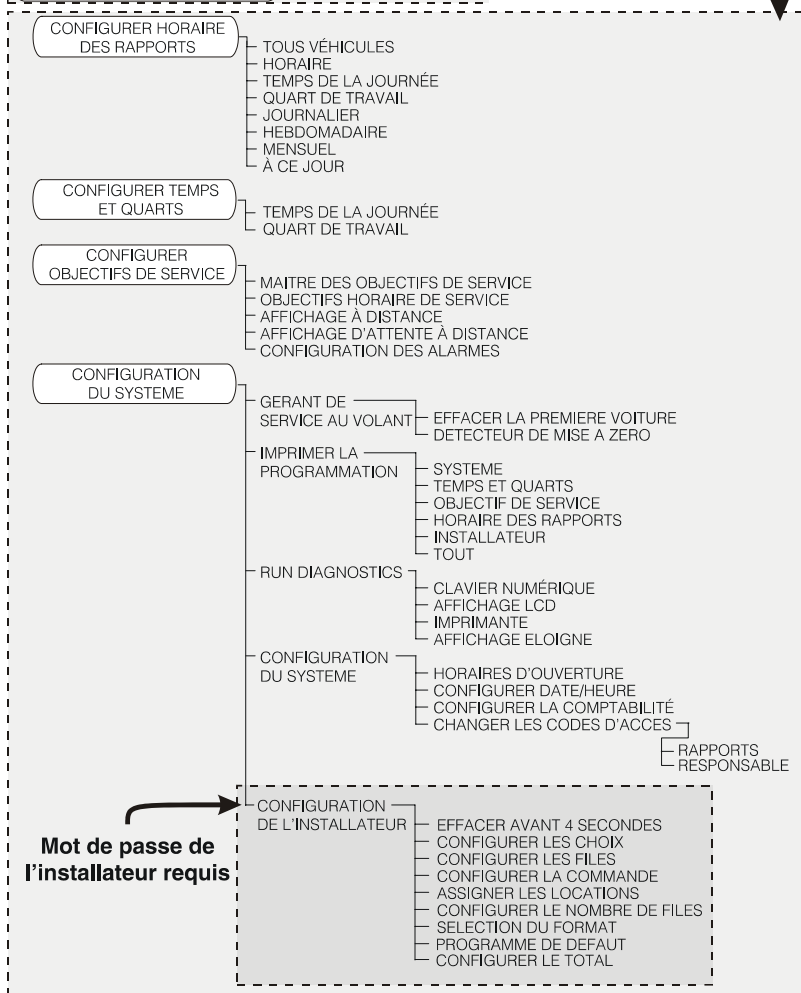 CONFIGURER HORAIRE
DES RAPPORTS
TOUS VÉHICULES
HORAIRE
TEMPS DE LA JOURNÉE
QUART DE TRAVAIL
JOURNALIER
HEBDOMADAIRE
MENSUEL
À CE JOUR
CONFIGURER TEMPS
ET QUARTS
TEMPS DE LA JOURNÉE
QUART DE TRAVAIL
CONFIGURER
OBJECTIFS DE SERVICE
MAITRE DES OBJECTIFS DE SERVICE
OBJECTIFS HORAIRE DE SERVICE
AFFICHAGE À DISTANCE
AFFICHAGE D'ATTENTE À DISTANCE
CONFIGURATION DES ALARMES
CONFIGURATION
DU SYSTEME
GERANT DE
SERVICE AU VOLANT
EFFACER LA PREMIERE VOITURE
DETECTEUR DE MISE A ZERO
IMPRIMER LA
PROGRAMMATION
SYSTEME
TEMPS ET QUARTS
OBJECTIF DE SERVICE
HORAIRE DES RAPPORTS
INSTALLATEUR
TOUT
RUN DIAGNOSTICS
CLAVIER NUMÉRIQUE
AFFICHAGE LCD
IMPRIMANTE
AFFICHAGE ELOIGNE
CONFIGURATION
DU SYSTEME
HORAIRES D'OUVERTURE
CONFIGURER DATE/HEURE
CONFIGURER LA COMPTABILITÉ
CHANGER LES CODES D'ACCES
RAPPORTS
RESPONSABLE
Mot de passe de
l'installateur requis
CONFIGURATION
DE L'INSTALLATEUR
EFFACER AVANT 4 SECONDES
CONFIGURER LES CHOIX
CONFIGURER LES FILES
CONFIGURER LA COMMANDE
ASSIGNER LES LOCATIONS
CONFIGURER LE NOMBRE DE FILES
SELECTION DU FORMAT
PROGRAMME DE DEFAUT
CONFIGURER LE TOTAL